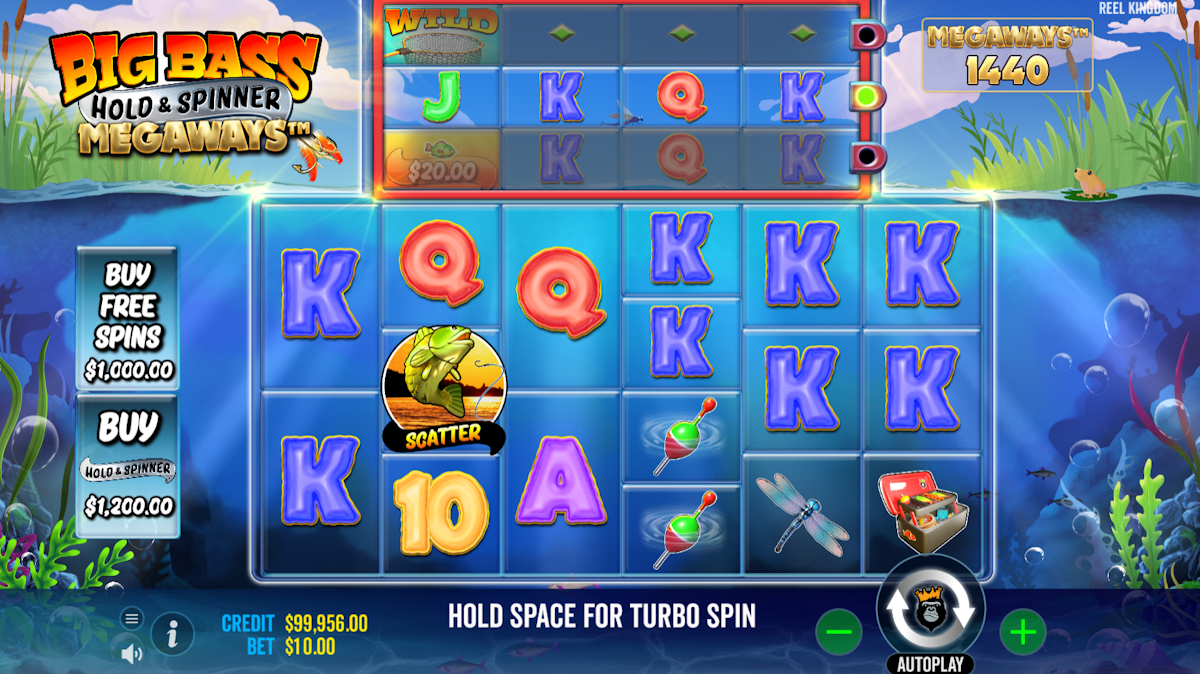 REEL KINGDOM
BIG BASS
HOLD & SPINNER
MEGAWAYS™
WILD
MEGAWAYS™
1440
J K Q K
$20.00 K Q K
BUY
FREE
SPINS
$1,000.00
BUY
HOLD & SPINNER
$1,200.00
K Q Q K K K
K K K
K SCATTER A
10
CREDIT $99,956.00
BET $10.00
HOLD SPACE FOR TURBO SPIN
AUTOPLAY